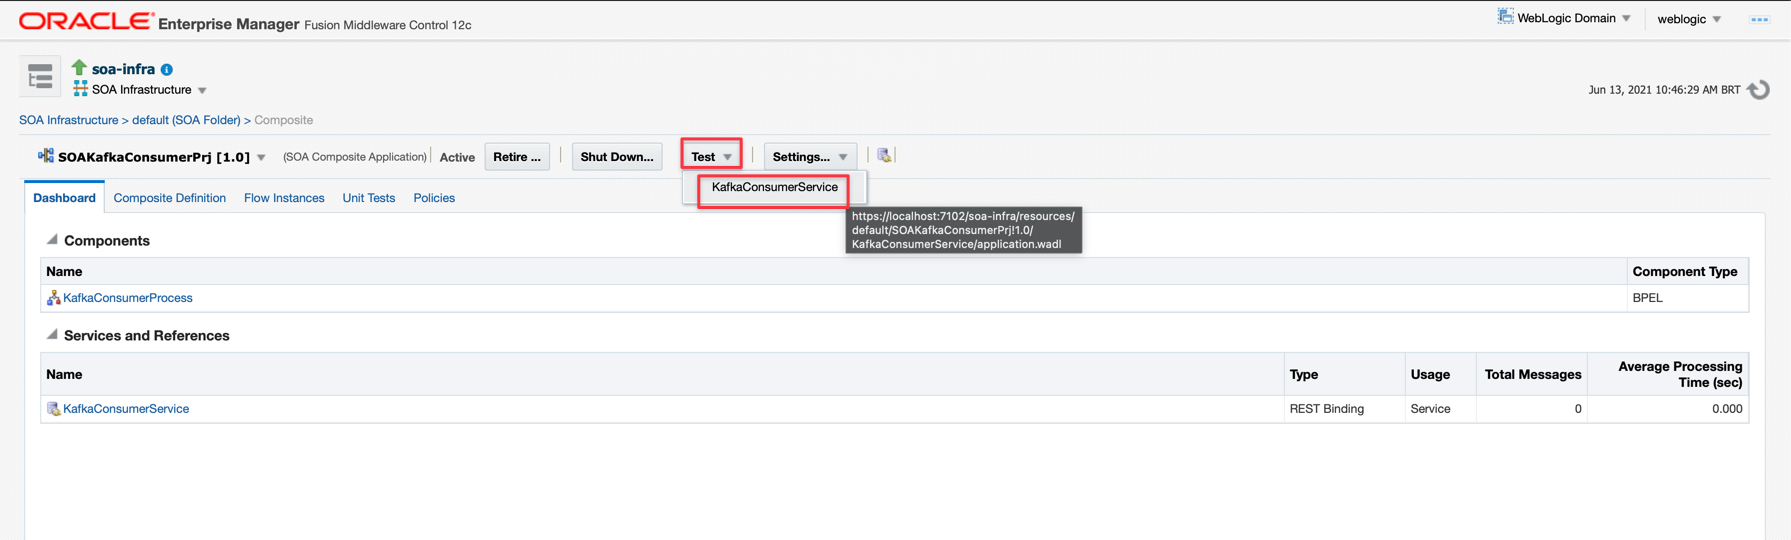 ORACLE Enterprise Manager Fusion Middleware Control 12c
WebLogic Domain weblogic
soa-infra
SOA Infrastructure
Jun 13, 2021 10:46:29 AM BRT
SOA Infrastructure > default (SOA Folder) > Composite
SOAKafkaConsumerPrj [1.0] (SOA Composite Application) Active Retire ... Shut Down... Test Settings...
KafkaConsumerService
https://localhost:7102/soa-infra/resources/
default/SOAKafkaConsumerPrj!1.0/
KafkaConsumerService/application.wadl
Dashboard Composite Definition Flow Instances Unit Tests Policies
Components
Name Component Type
KafkaConsumerProcess BPEL
Services and References
Name Type Usage Total Messages Average Processing
Time (sec)
KafkaConsumerService REST Binding Service 0 0.000